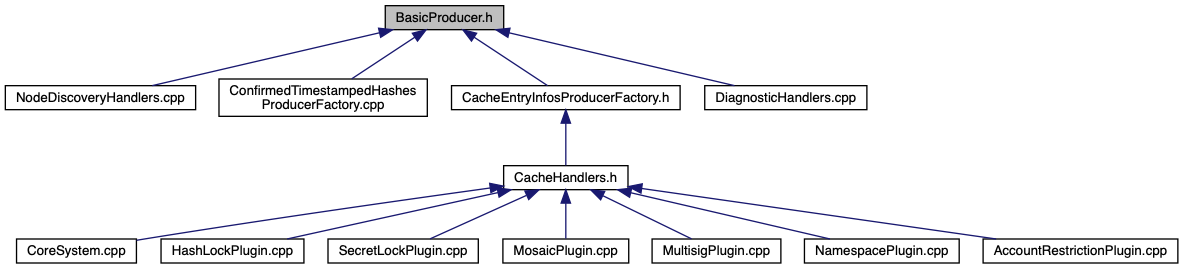 BasicProducer.h
NodeDiscoveryHandlers.cpp
ConfirmedTimestampedHashes
ProducerFactory.cpp
CacheEntryInfosProducerFactory.h
DiagnosticHandlers.cpp
CacheHandlers.h
CoreSystem.cpp
HashLockPlugin.cpp
SecretLockPlugin.cpp
MosaicPlugin.cpp
MultisigPlugin.cpp
NamespacePlugin.cpp
AccountRestrictionPlugin.cpp